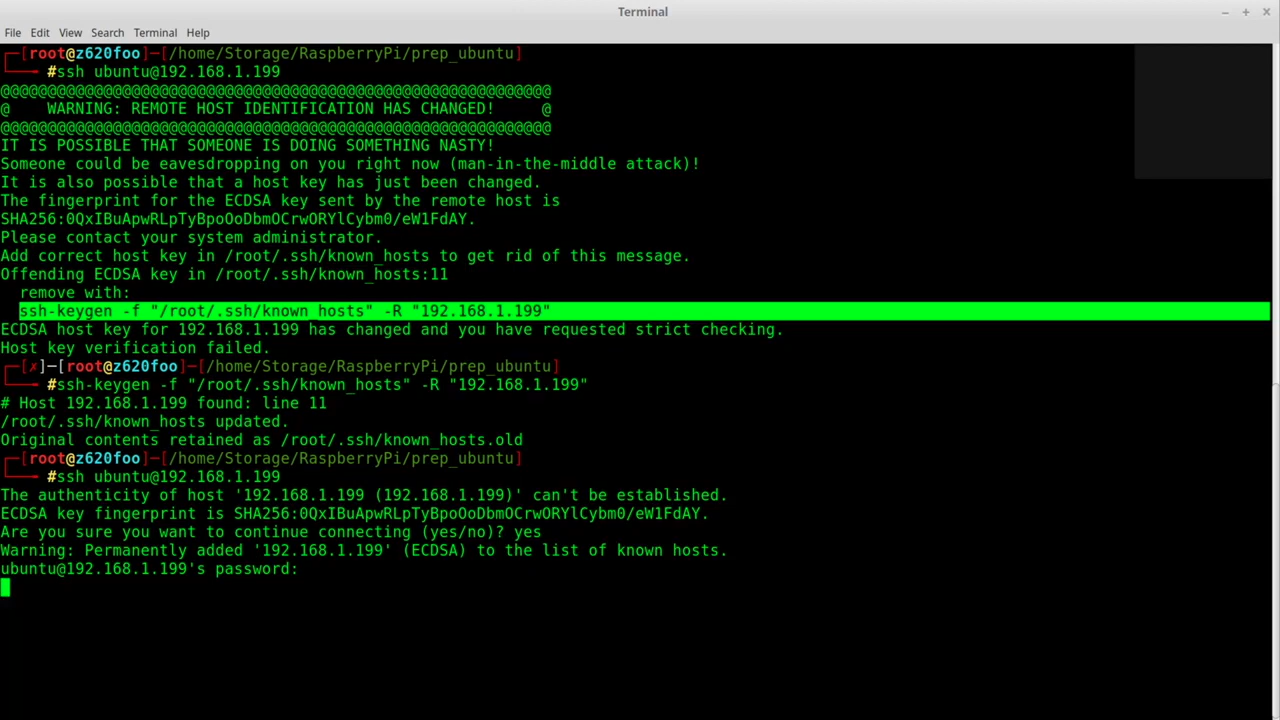 Terminal
File Edit View Search Terminal Help
┌─[root@z620foo]─[/home/Storage/RaspberryPi/prep_ubuntu]
└──╼ #ssh ubuntu@192.168.1.199
@@@@@@@@@@@@@@@@@@@@@@@@@@@@@@@@@@@@@@@@@@@@@@@@@@@@@@@@@@@
@    WARNING: REMOTE HOST IDENTIFICATION HAS CHANGED!     @
@@@@@@@@@@@@@@@@@@@@@@@@@@@@@@@@@@@@@@@@@@@@@@@@@@@@@@@@@@@
IT IS POSSIBLE THAT SOMEONE IS DOING SOMETHING NASTY!
Someone could be eavesdropping on you right now (man-in-the-middle attack)!
It is also possible that a host key has just been changed.
The fingerprint for the ECDSA key sent by the remote host is
SHA256:0QxIBuApwRLpTyBpoOoDbmOCrwORYlCybm0/eW1FdAY.
Please contact your system administrator.
Add correct host key in /root/.ssh/known_hosts to get rid of this message.
Offending ECDSA key in /root/.ssh/known_hosts:11
  remove with:
  ssh-keygen -f "/root/.ssh/known_hosts" -R "192.168.1.199"
ECDSA host key for 192.168.1.199 has changed and you have requested strict checking.
Host key verification failed.
┌─[✗]─[root@z620foo]─[/home/Storage/RaspberryPi/prep_ubuntu]
└──╼ #ssh-keygen -f "/root/.ssh/known_hosts" -R "192.168.1.199"
# Host 192.168.1.199 found: line 11
/root/.ssh/known_hosts updated.
Original contents retained as /root/.ssh/known_hosts.old
┌─[root@z620foo]─[/home/Storage/RaspberryPi/prep_ubuntu]
└──╼ #ssh ubuntu@192.168.1.199
The authenticity of host '192.168.1.199 (192.168.1.199)' can't be established.
ECDSA key fingerprint is SHA256:0QxIBuApwRLpTyBpoOoDbmOCrwORYlCybm0/eW1FdAY.
Are you sure you want to continue connecting (yes/no)? yes
Warning: Permanently added '192.168.1.199' (ECDSA) to the list of known hosts.
ubuntu@192.168.1.199's password: